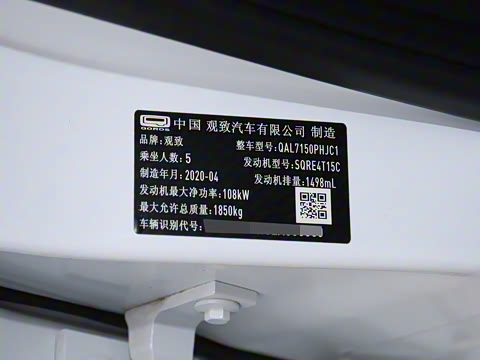 QOROS 中国 观致汽车有限公司 制造
品牌:观致 整车型号:QAL7150PHJC1
乘坐人数:5 发动机型号:SQRE4T15C
制造年月:2020-04 发动机排量:1498mL
发动机最大净功率:108kW
最大允许总质量:1850kg
车辆识别代号: